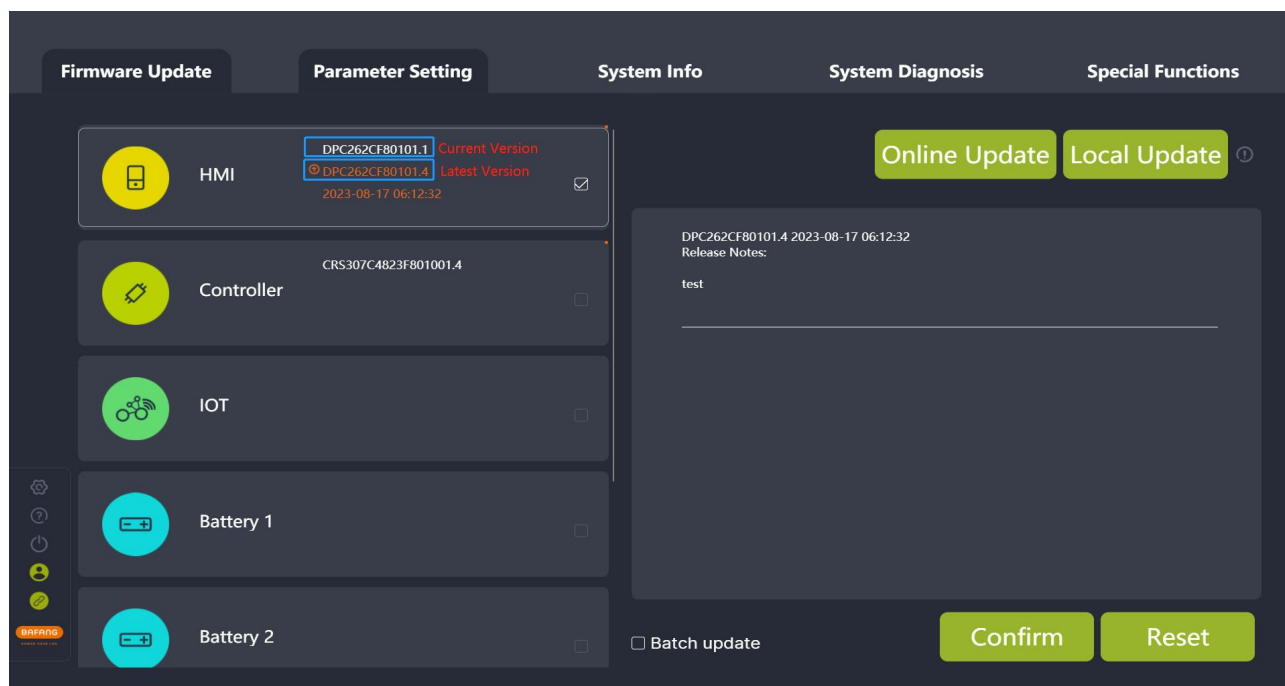 Firmware Update
Parameter Setting
System Info
System Diagnosis
Special Functions
HMI
DPC262CF80101.1 Current Version
DPC262CF80101.4 Latest Version
2023-08-17 06:12:32
Controller
CRS307C4823F801001.4
IOT
Battery 1
Battery 2
BAFANG
Online Update
Local Update
DPC262CF80101.4 2023-08-17 06:12:32
Release Notes:
test
Batch update
Confirm
Reset